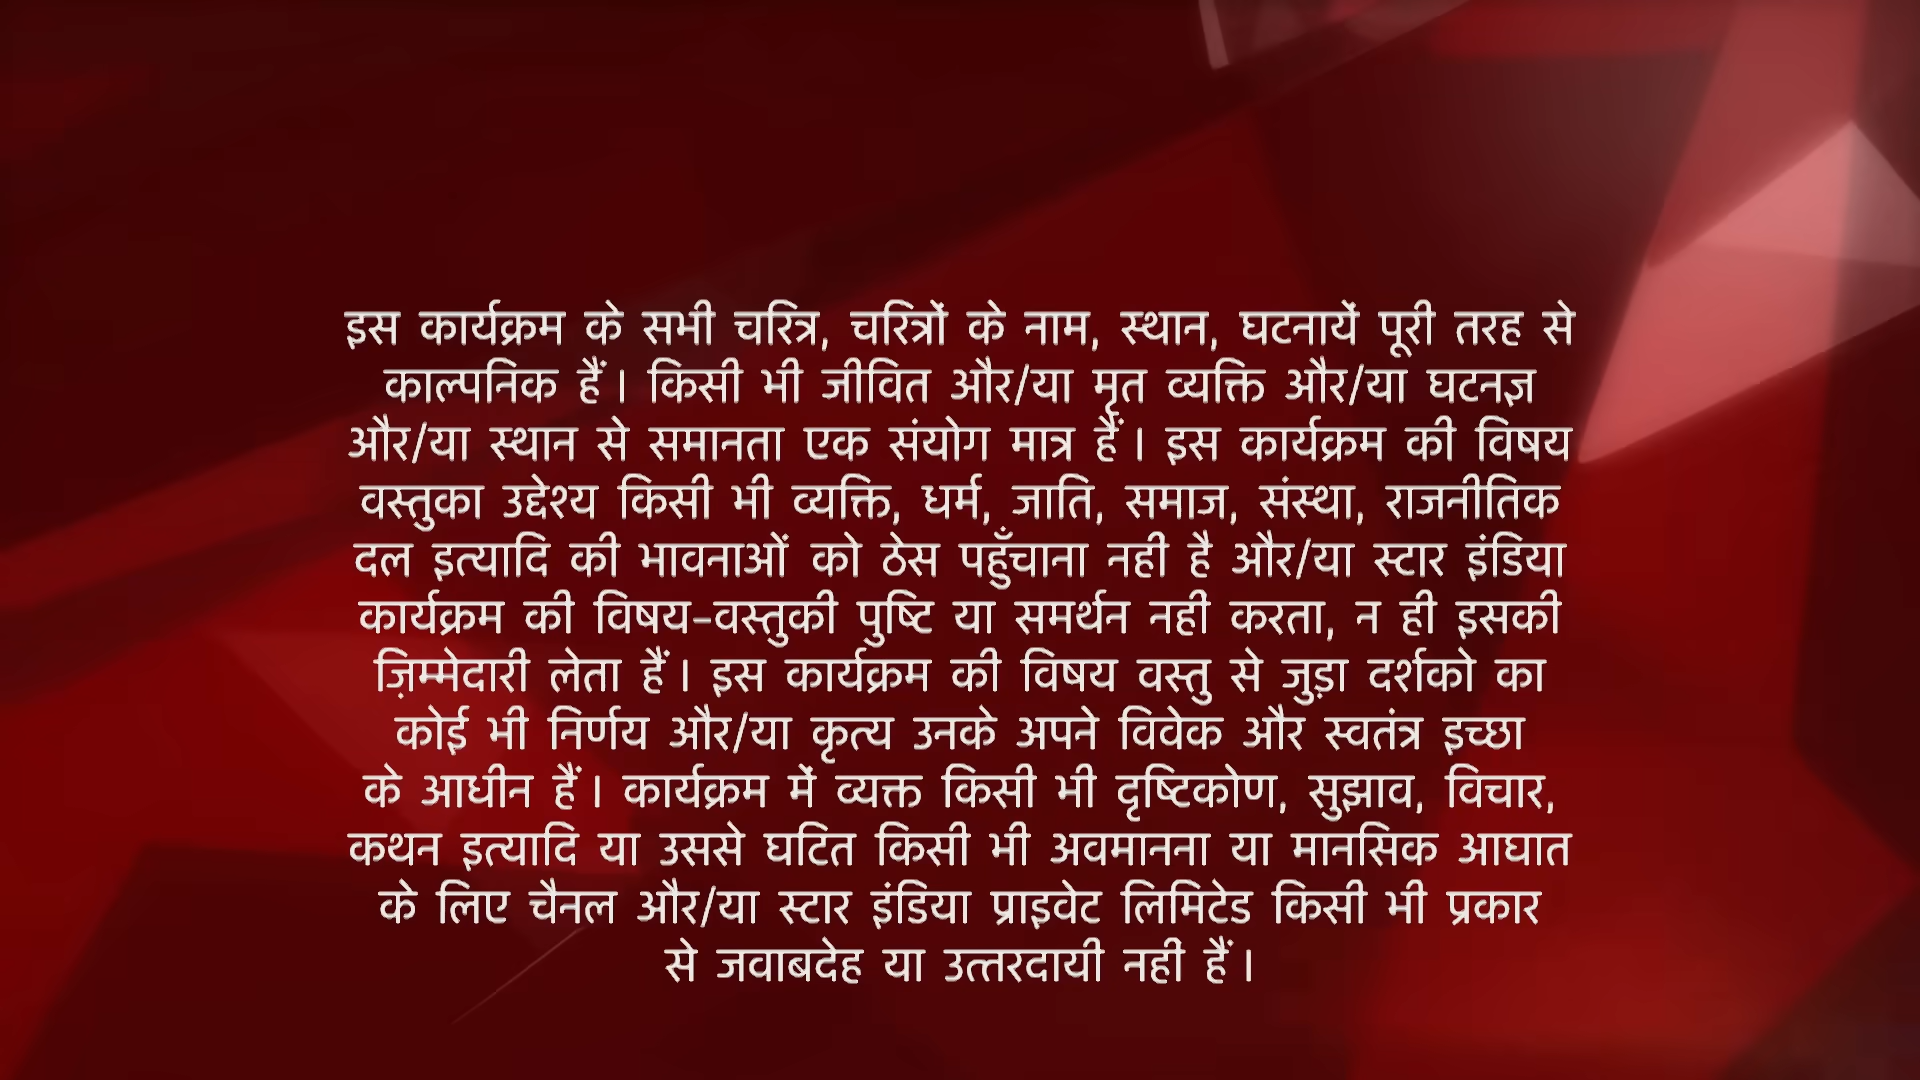 इस कार्यक्रम के सभी चरित्र, चरित्रों के नाम, स्थान, घटनायें पूरी तरह से
काल्पनिक हैं। किसी भी जीवित और/या मृत व्यक्ति और/या घटनज्ञ
और/या स्थान से समानता एक संयोग मात्र हैं। इस कार्यक्रम की विषय
वस्तुका उद्देश्य किसी भी व्यक्ति, धर्म, जाति, समाज, संस्था, राजनीतिक
दल इत्यादि की भावनाओं को ठेस पहुँचाना नही है और/या स्टार इंडिया
कार्यक्रम की विषय-वस्तुकी पुष्टि या समर्थन नही करता, न ही इसकी
ज़िम्मेदारी लेता हैं। इस कार्यक्रम की विषय वस्तु से जुड़ा दर्शको का
कोई भी निर्णय और/या कृत्य उनके अपने विवेक और स्वतंत्र इच्छा
के आधीन हैं। कार्यक्रम में व्यक्त किसी भी दृष्टिकोण, सुझाव, विचार,
कथन इत्यादि या उससे घटित किसी भी अवमानना या मानसिक आघात
के लिए चैनल और/या स्टार इंडिया प्राइवेट लिमिटेड किसी भी प्रकार
से जवाबदेह या उत्तरदायी नही हैं।